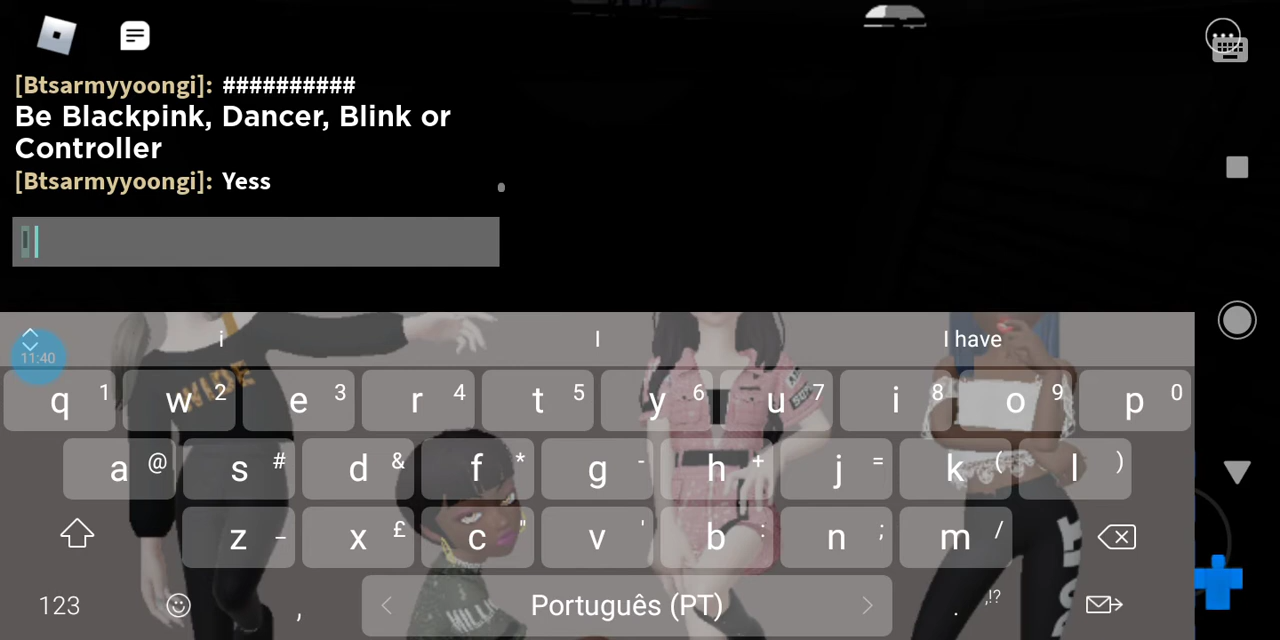 [Btsarmyyoongi]: ##########
Be Blackpink, Dancer, Blink or
Controller
[Btsarmyyoongi]: Yess
i I I have
11:40
q 1 w 2 e 3 r 4 t 5 y 6 u 7 i 8 o 9 p 0
a @ s # d & f * g - h + j = k ( l )
z _ x £ c " v ' b : n ; m /
123 , < Português (PT) > . ,!?